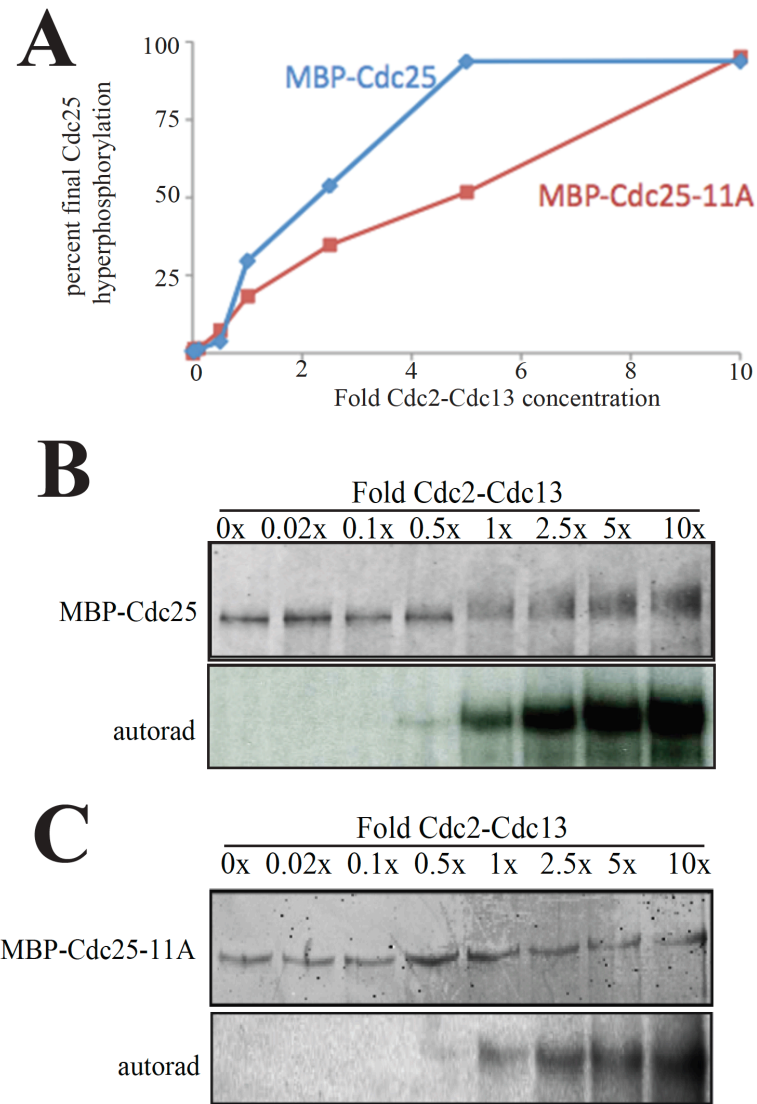 A
100
75
50
25
percent final Cdc25
hyperphosphorylation
MBP-Cdc25
MBP-Cdc25-11A
0 2 4 6 8 10
Fold Cdc2-Cdc13 concentration
B
Fold Cdc2-Cdc13
0x 0.02x 0.1x 0.5x 1x 2.5x 5x 10x
MBP-Cdc25
autorad
C
Fold Cdc2-Cdc13
0x 0.02x 0.1x 0.5x 1x 2.5x 5x 10x
MBP-Cdc25-11A
autorad